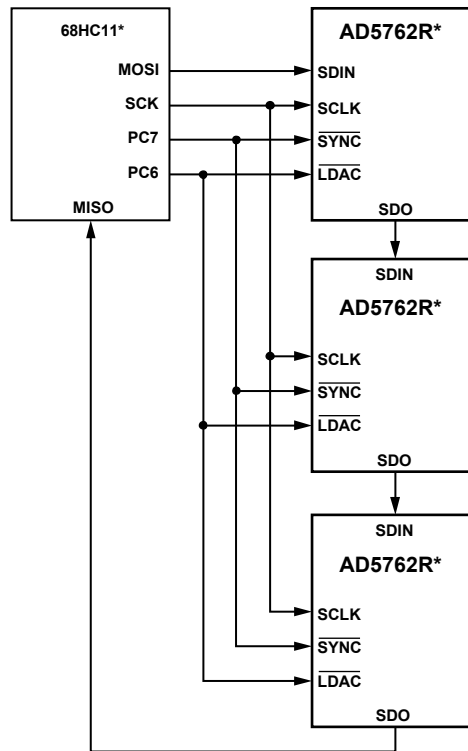 68HC11*
MOSI
SCK
PC7
PC6
MISO
AD5762R*
SDIN
SCLK
SYNC
LDAC
SDO
SDIN
AD5762R*
SCLK
SYNC
LDAC
SDO
SDIN
AD5762R*
SCLK
SYNC
LDAC
SDO